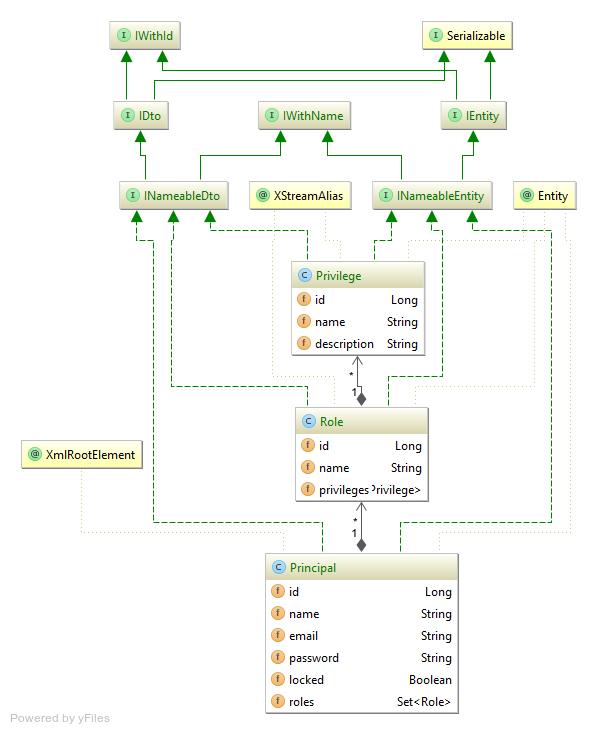 I IWithId
I Serializable
I IDto
I IWithName
I IEntity
I INameableDto
@ XStreamAlias
I INameableEntity
@ Entity
C Privilege
f id Long
f name String
f description String
*
1
C Role
f id Long
f name String
f privileges Privilege>
@ XmlRootElement
*
1
C Principal
f id Long
f name String
f email String
f password String
f locked Boolean
f roles Set<Role>
Powered by yFiles